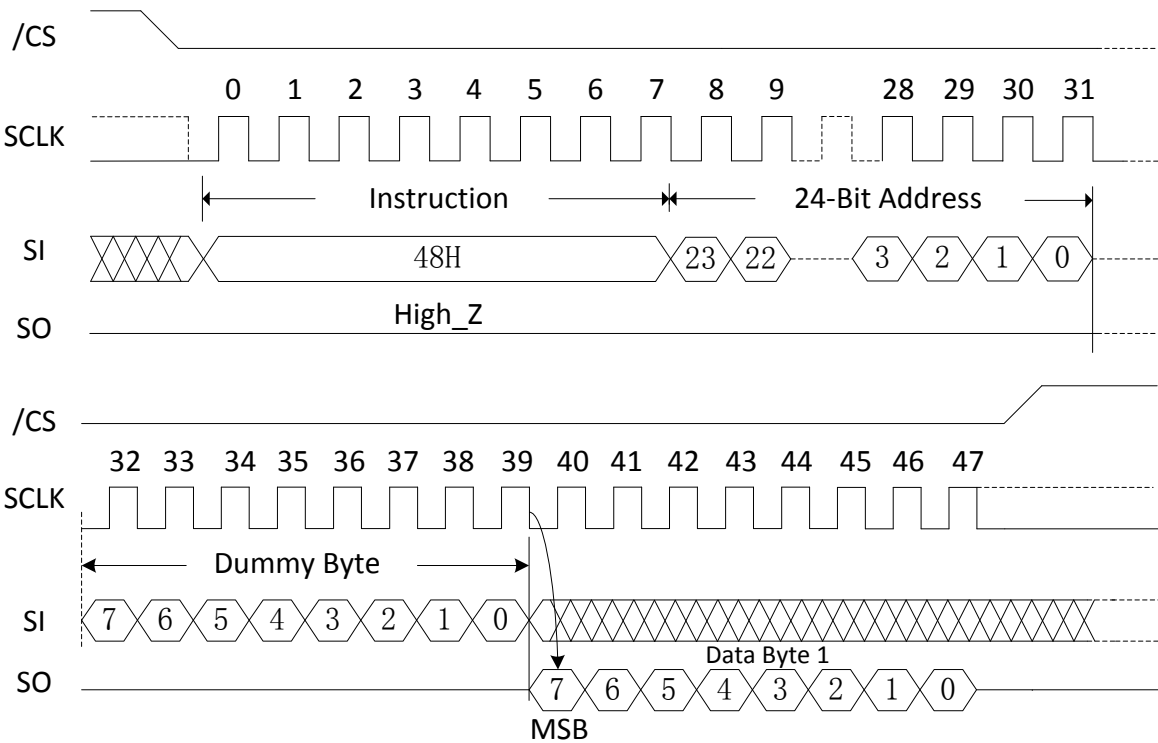 /CS
0 1 2 3 4 5 6 7 8 9 28 29 30 31
SCLK
Instruction 24-Bit Address
SI 48H 23 22 3 2 1 0
High_Z
SO
/CS
32 33 34 35 36 37 38 39 40 41 42 43 44 45 46 47
SCLK
Dummy Byte
SI 7 6 5 4 3 2 1 0
Data Byte 1
SO 7 6 5 4 3 2 1 0
MSB